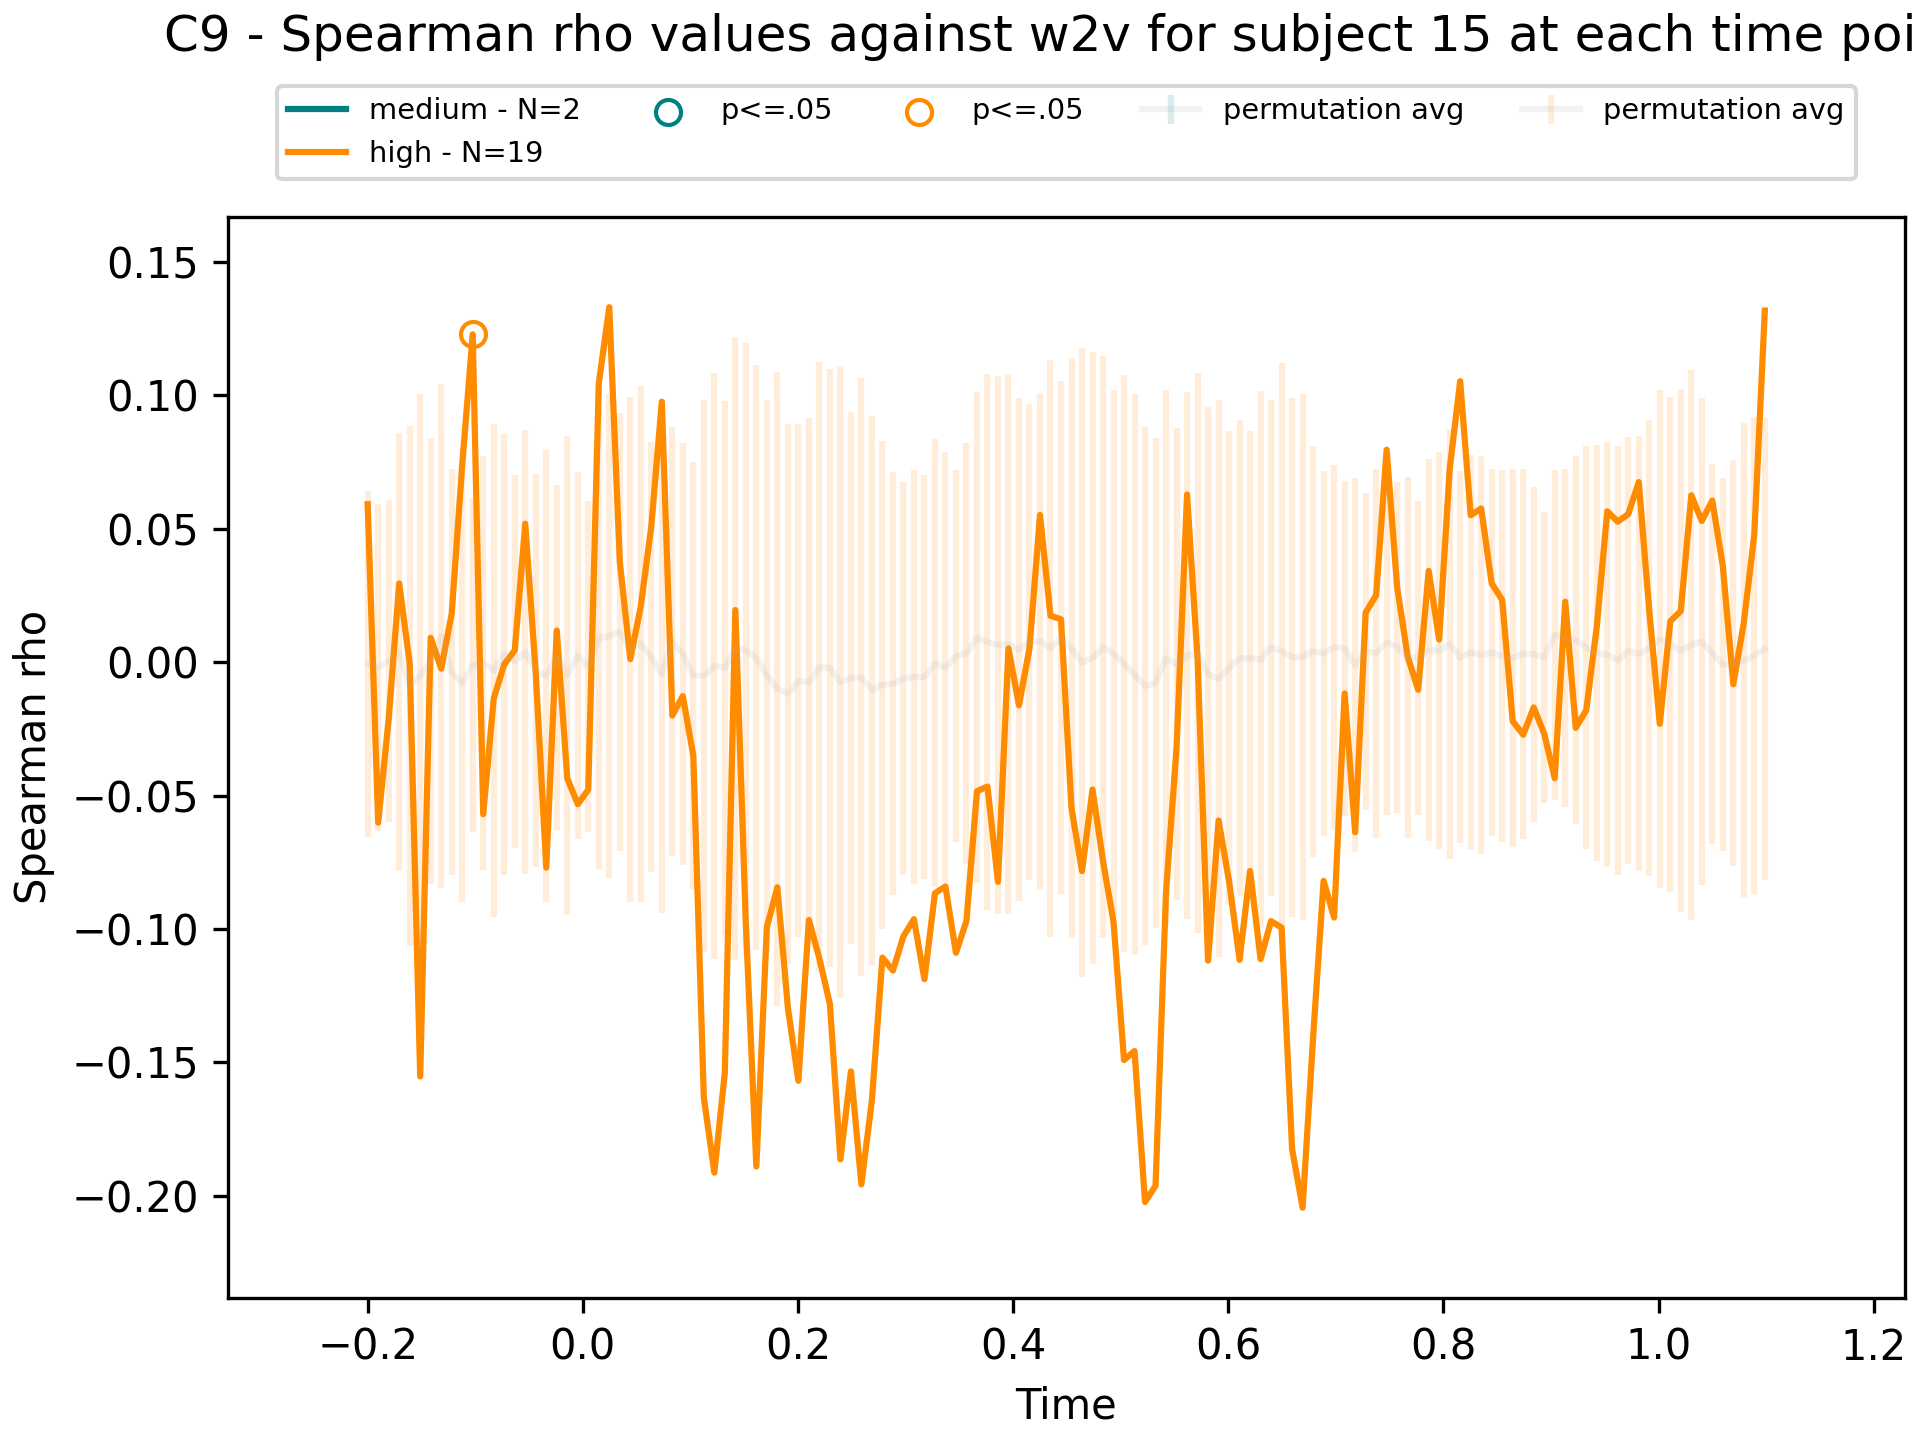 C9 - Spearman rho values against w2v for subject 15 at each time poi
medium - N=2
high - N=19
p<=.05
p<=.05
permutation avg
permutation avg
Spearman rho
0.15
0.10
0.05
0.00
−0.05
−0.10
−0.15
−0.20
−0.2
0.0
0.2
0.4
0.6
0.8
1.0
1.2
Time